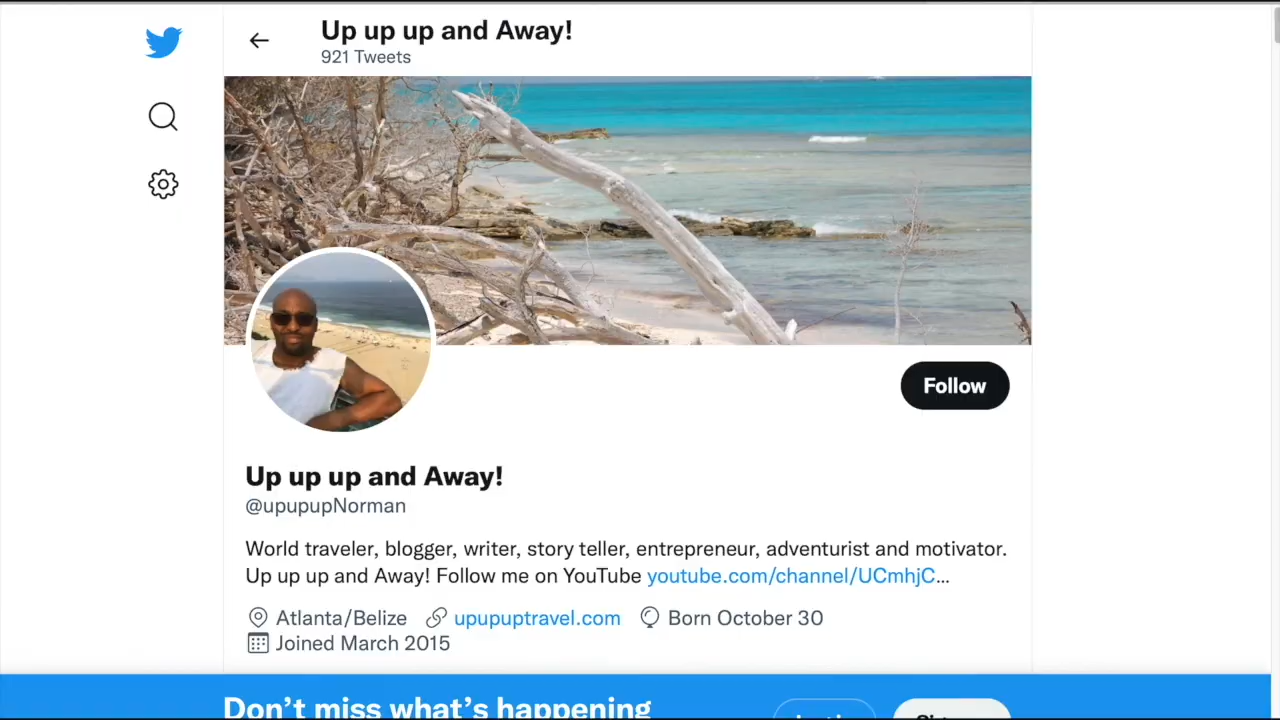 Up up up and Away!
921 Tweets
Follow
Up up up and Away!
@upupupNorman
World traveler, blogger, writer, story teller, entrepreneur, adventurist and motivator.
Up up up and Away! Follow me on YouTube youtube.com/channel/UCmhjC...
Atlanta/Belize upupuptravel.com Born October 30
Joined March 2015
Don't miss what's happening